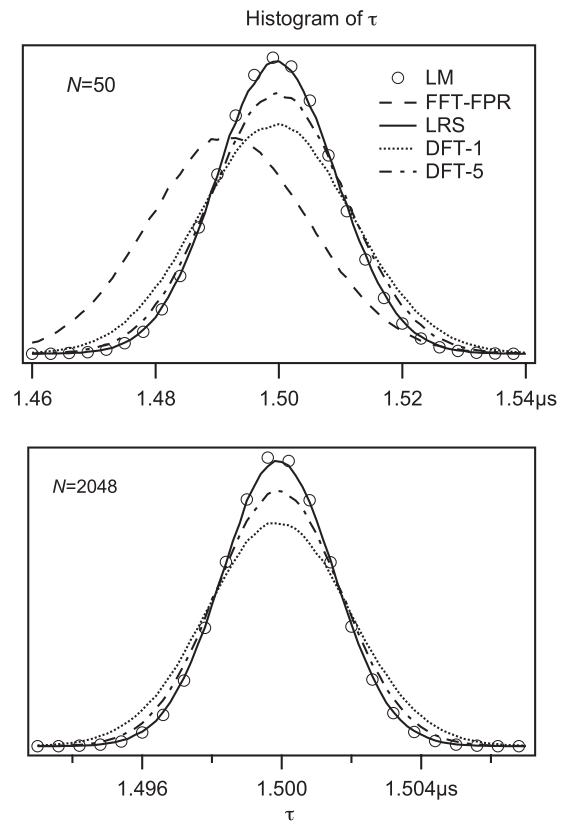 Histogram of τ
N=50
LM
FFT-FPR
LRS
DFT-1
DFT-5
1.46 1.48 1.50 1.52 1.54µs
N=2048
1.496 1.500 1.504µs
τ